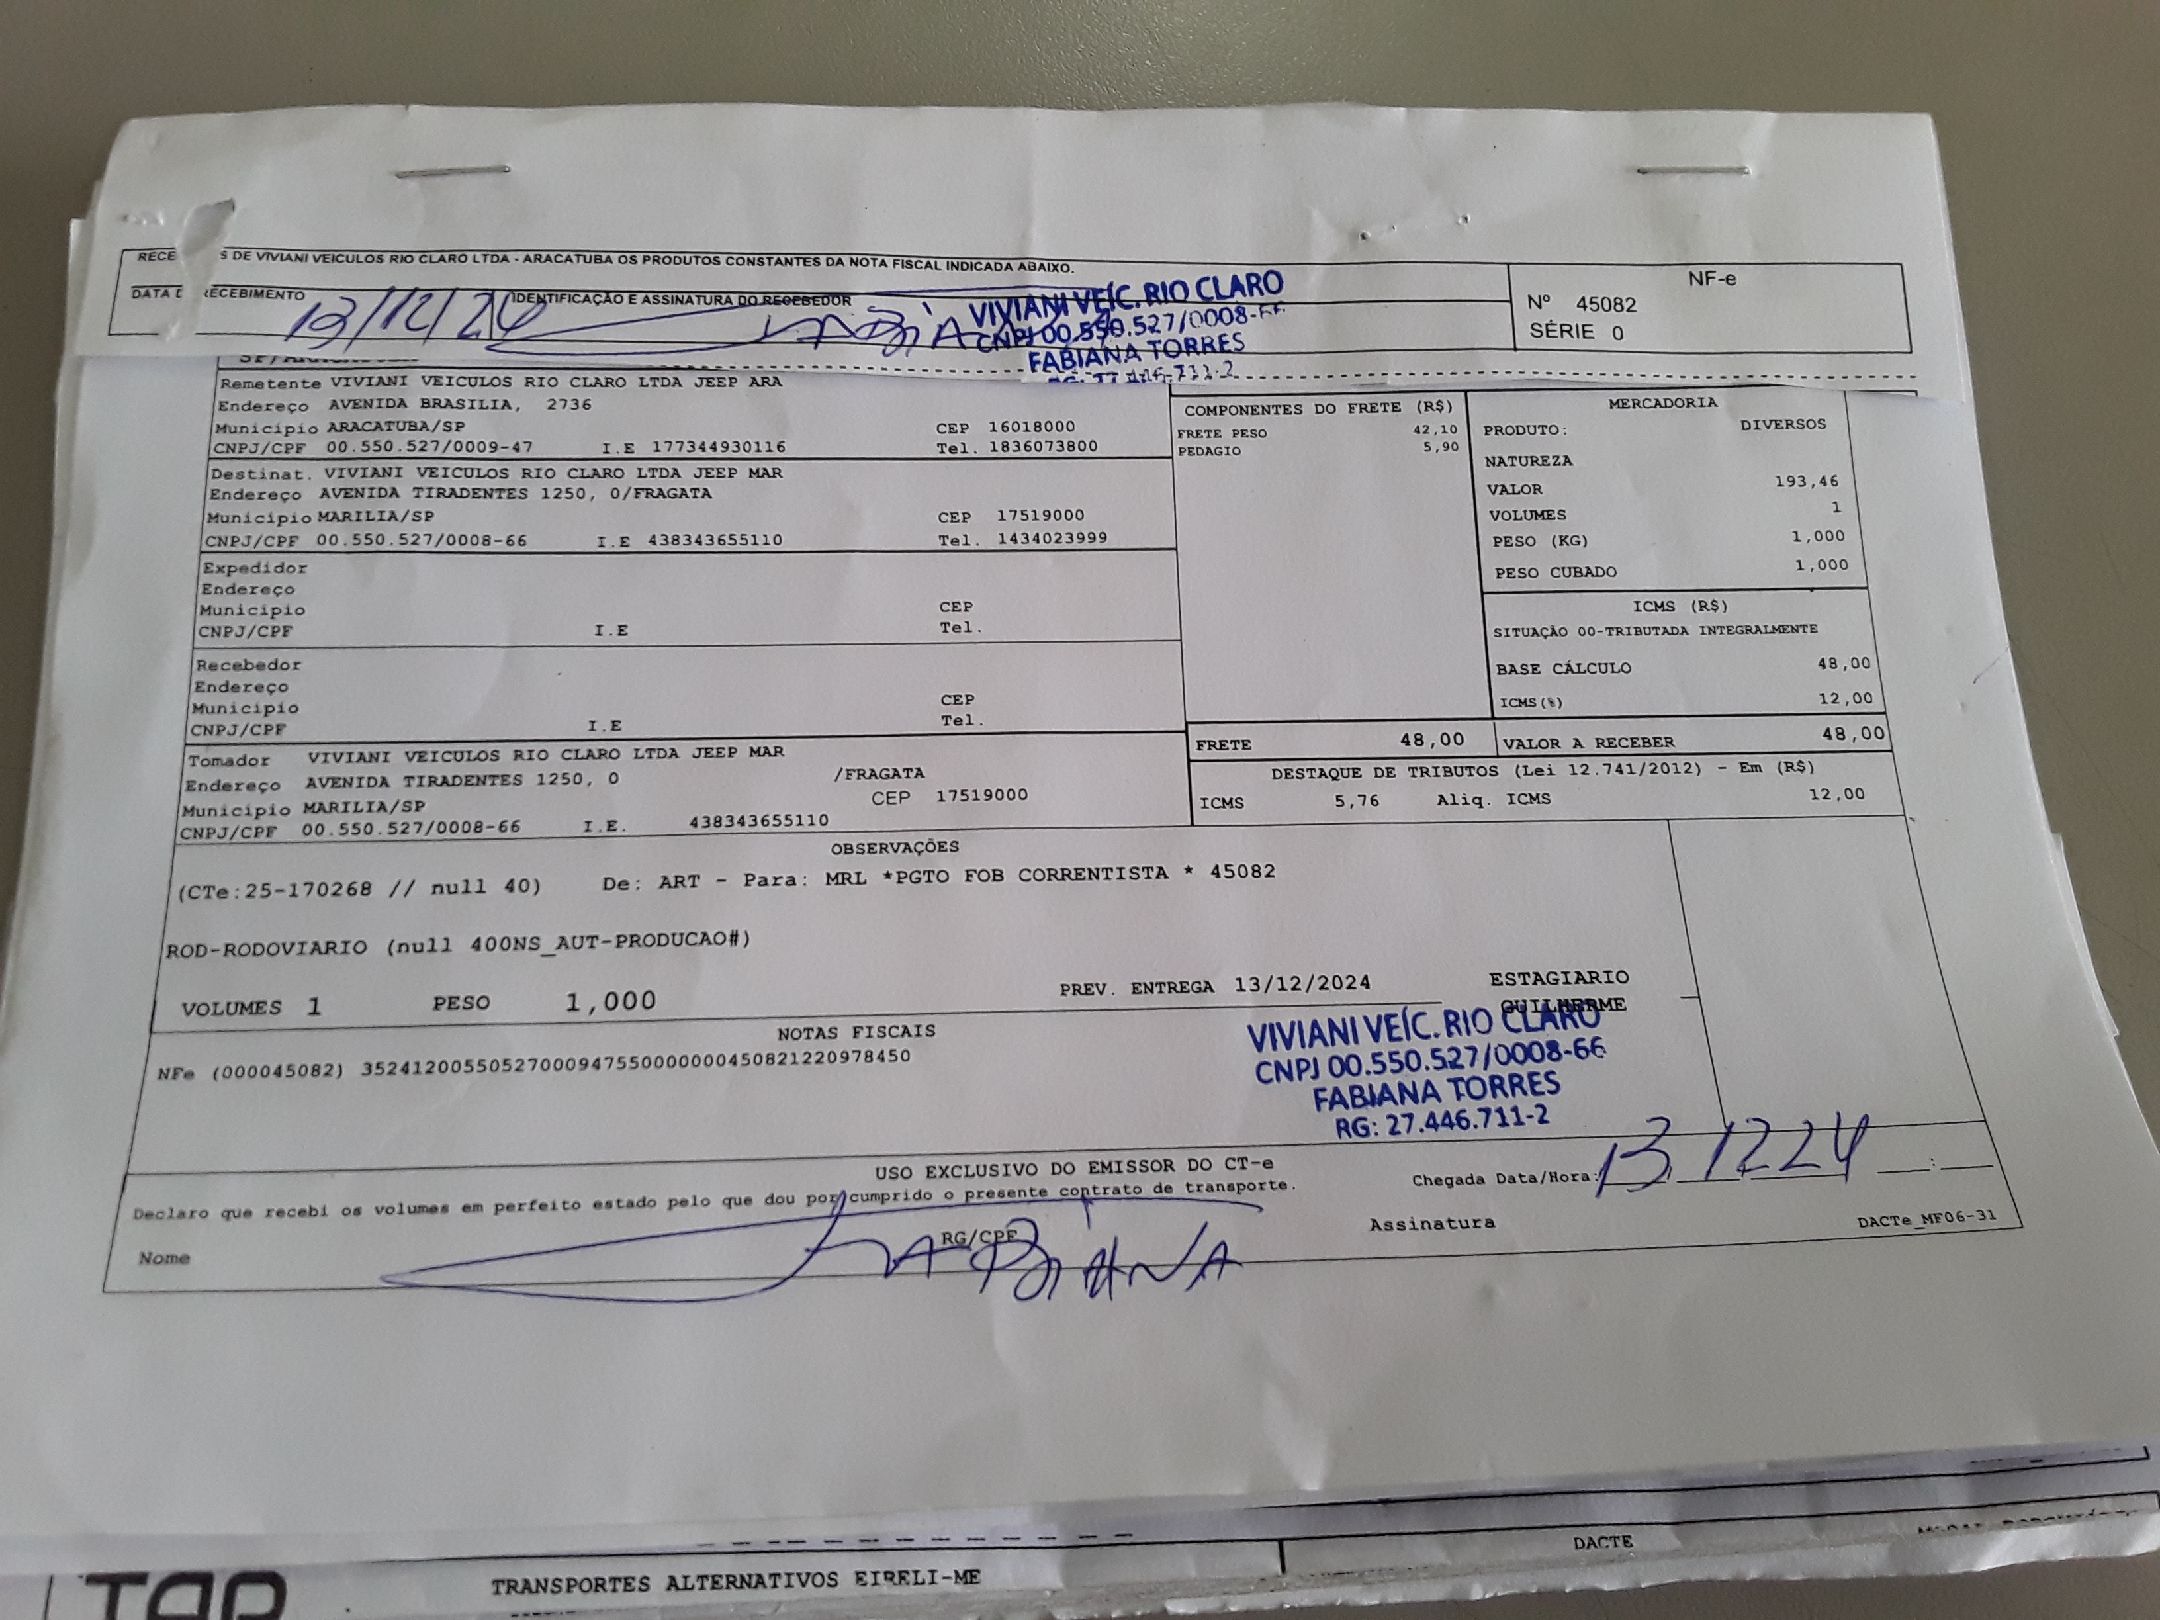 RECE S DE VIVIANI VEICULOS RIO CLARO LTDA - ARACATUBA OS PRODUTOS CONSTANTES DA NOTA FISCAL INDICADA ABAIXO.
NF-e
Nº 45082
SÉRIE 0
DATA D RECEBIMENTO
IDENTIFICAÇÃO E ASSINATURA DO RECEBEDOR
13/12/24
VIVIANI VEÍC. RIO CLARO
CNPJ 00.550.527/0008-66
FABIANA TORRES
RG: 27.446.711-2
Remetente VIVIANI VEICULOS RIO CLARO LTDA JEEP ARA
Endereço AVENIDA BRASILIA, 2736
Municipio ARACATUBA/SP CEP 16018000
CNPJ/CPF 00.550.527/0009-47 I.E 177344930116 Tel. 1836073800
Destinat. VIVIANI VEICULOS RIO CLARO LTDA JEEP MAR
Endereço AVENIDA TIRADENTES 1250, 0/FRAGATA
Municipio MARILIA/SP CEP 17519000
CNPJ/CPF 00.550.527/0008-66 I.E 438343655110 Tel. 1434023999
Expedidor
Endereço
Municipio CEP
CNPJ/CPF I.E Tel.
Recebedor
Endereço
Municipio CEP
CNPJ/CPF I.E Tel.
Tomador VIVIANI VEICULOS RIO CLARO LTDA JEEP MAR
Endereço AVENIDA TIRADENTES 1250, 0 /FRAGATA
Municipio MARILIA/SP CEP 17519000
CNPJ/CPF 00.550.527/0008-66 I.E. 438343655110
COMPONENTES DO FRETE (R$)
FRETE PESO 42,10
PEDAGIO 5,90
MERCADORIA
PRODUTO: DIVERSOS
NATUREZA
VALOR 193,46
VOLUMES 1
PESO (KG) 1,000
PESO CUBADO 1,000
ICMS (R$)
SITUAÇÃO 00-TRIBUTADA INTEGRALMENTE
BASE CÁLCULO 48,00
ICMS(%) 12,00
FRETE 48,00 VALOR A RECEBER 48,00
DESTAQUE DE TRIBUTOS (Lei 12.741/2012) - Em (R$)
ICMS 5,76 Aliq. ICMS 12,00
OBSERVAÇÕES
(CTe:25-170268 // null 40) De: ART - Para: MRL *PGTO FOB CORRENTISTA * 45082
ROD-RODOVIARIO (null 400NS_AUT-PRODUCAO#)
VOLUMES 1 PESO 1,000 PREV. ENTREGA 13/12/2024 ESTAGIARIO
GUILHERME
NOTAS FISCAIS
NFe (000045082) 35241200550527000947550000000450821220978450
VIVIANI VEÍC. RIO CLARO
CNPJ 00.550.527/0008-66
FABIANA TORRES
RG: 27.446.711-2
USO EXCLUSIVO DO EMISSOR DO CT-e
Declaro que recebi os volumes em perfeito estado pelo que dou por cumprido o presente contrato de transporte.
Chegada Data/Hora: 13 12 24 :
Nome RG/CPF Assinatura
FABIANA
DACTe_MF06-31
TRANSPORTES ALTERNATIVOS EIRELI-ME
DACTE